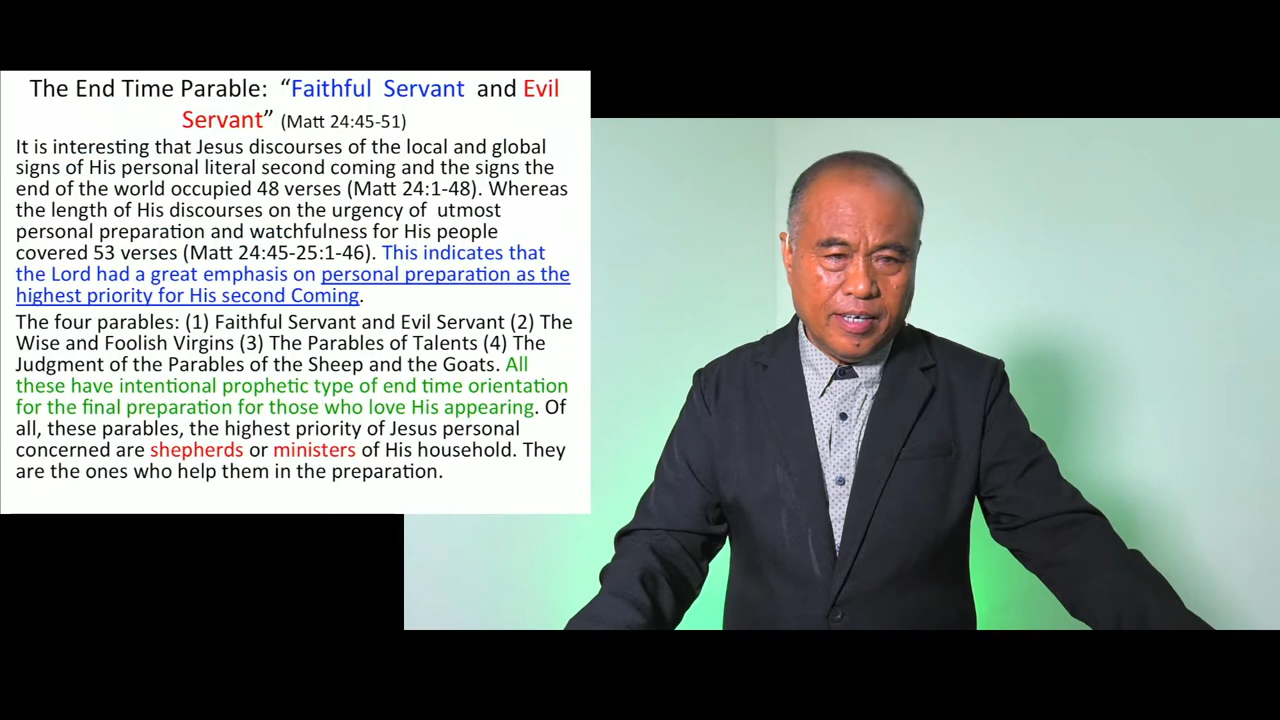 The End Time Parable: “Faithful Servant and Evil
Servant” (Matt 24:45-51)
It is interesting that Jesus discourses of the local and global
signs of His personal literal second coming and the signs the
end of the world occupied 48 verses (Matt 24:1-48). Whereas
the length of His discourses on the urgency of utmost
personal preparation and watchfulness for His people
covered 53 verses (Matt 24:45-25:1-46). This indicates that
the Lord had a great emphasis on personal preparation as the
highest priority for His second Coming.
The four parables: (1) Faithful Servant and Evil Servant (2) The
Wise and Foolish Virgins (3) The Parables of Talents (4) The
Judgment of the Parables of the Sheep and the Goats. All
these have intentional prophetic type of end time orientation
for the final preparation for those who love His appearing. Of
all, these parables, the highest priority of Jesus personal
concerned are shepherds or ministers of His household. They
are the ones who help them in the preparation.